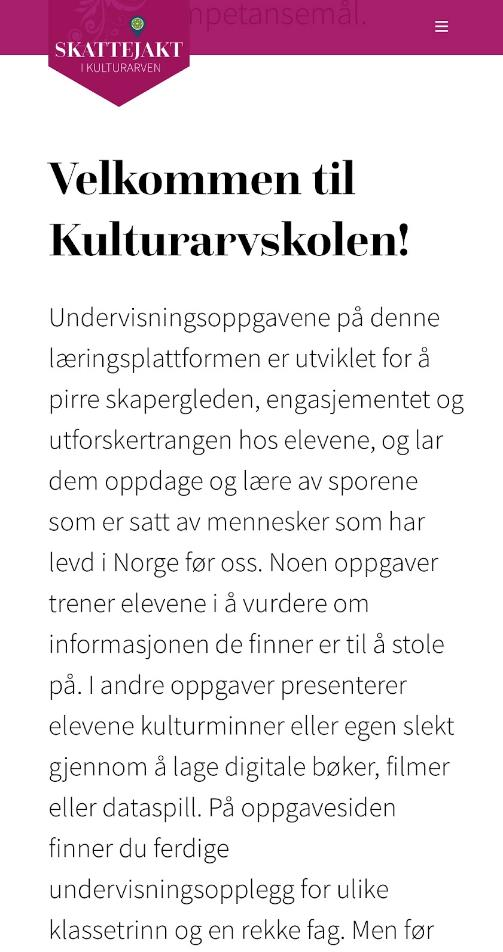 mpetansemål.
SKATTEJAKT
I KULTURARVEN
Velkommen til
Kulturarvskolen!
Undervisningsoppgavene på denne
læringsplattformen er utviklet for å
pirre skapergleden, engasjementet og
utforskertrangen hos elevene, og lar
dem oppdage og lære av sporene
som er satt av mennesker som har
levd i Norge før oss. Noen oppgaver
trener elevene i å vurdere om
informasjonen de finner er til å stole
på. I andre oppgaver presenterer
elevene kulturminner eller egen slekt
gjennom å lage digitale bøker, filmer
eller dataspill. På oppgavesiden
finner du ferdige
undervisningsopplegg for ulike
klassetrinn og en rekke fag. Men før